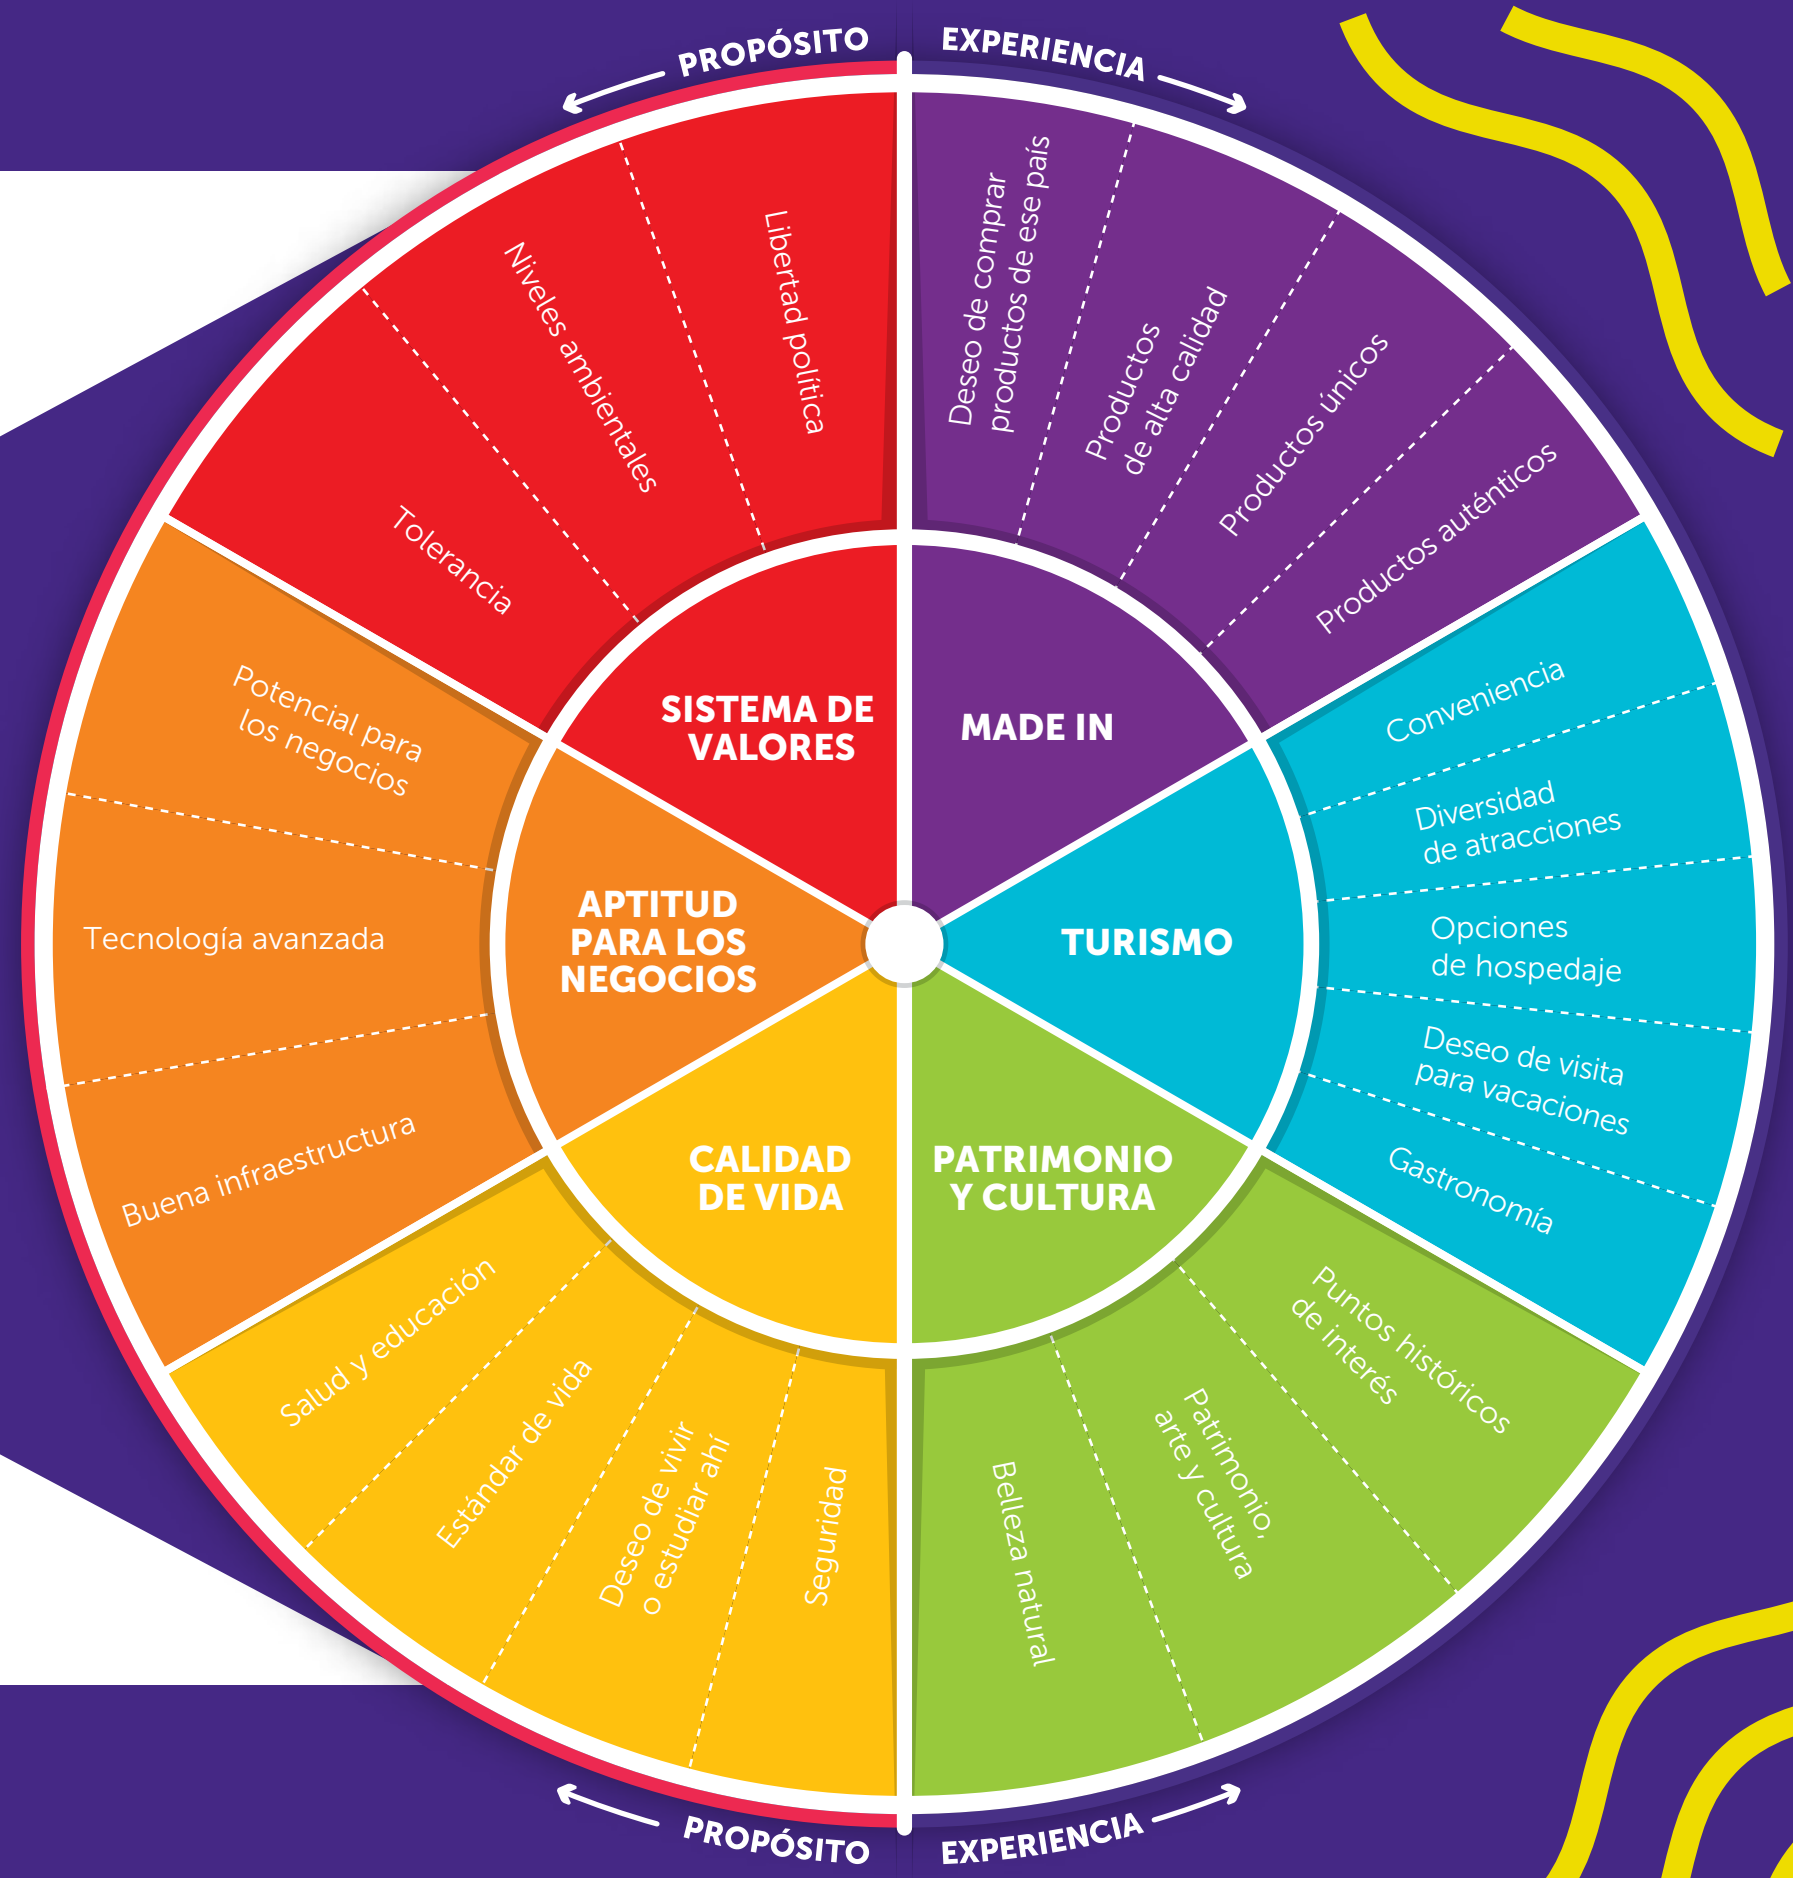 PROPÓSITO
EXPERIENCIA
Libertad política
Niveles ambientales
Tolerancia
SISTEMA DE
VALORES
Deseo de comprar
productos de ese país
Productos
de alta calidad
Productos únicos
Productos auténticos
MADE IN
Conveniencia
Diversidad
de atracciones
Opciones
de hospedaje
Deseo de visita
para vacaciones
Gastronomía
TURISMO
Potencial para
los negocios
Tecnología avanzada
Buena infraestructura
APTITUD
PARA LOS
NEGOCIOS
CALIDAD
DE VIDA
Salud y educación
Estándar de vida
Deseo de vivir
o estudiar ahí
Seguridad
PATRIMONIO
Y CULTURA
Puntos históricos
de interés
Patrimonio,
arte y cultura
Belleza natural
PROPÓSITO
EXPERIENCIA